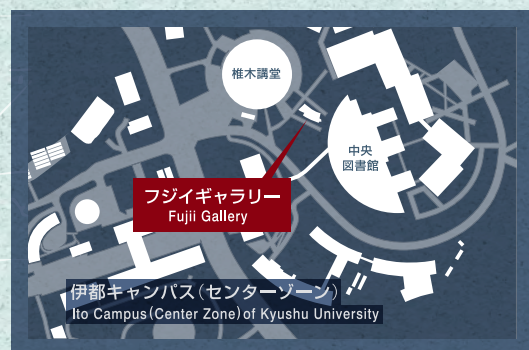 椎木講堂
中央
図書館
フジイギャラリー
Fujii Gallery
伊都キャンパス(センターゾーン)
Ito Campus(Center Zone)of Kyushu University